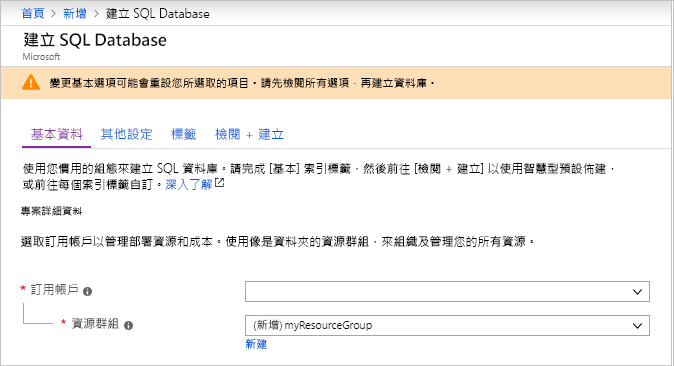 首頁 > 新增 > 建立 SQL Database
建立 SQL Database
Microsoft
變更基本選項可能會重設您所選取的項目。請先檢閱所有選項，再建立資料庫。
基本資料 其他設定 標籤 檢閱 + 建立
使用您慣用的組態來建立 SQL 資料庫。請完成 [基本] 索引標籤，然後前往 [檢閱 + 建立] 以使用智慧型預設佈建，
或前往每個索引標籤自訂。深入了解
專案詳細資料
選取訂用帳戶以管理部署資源和成本。使用像是資料夾的資源群組，來組織及管理您的所有資源。
* 訂用帳戶
* 資源群組 (新增) myResourceGroup
新建